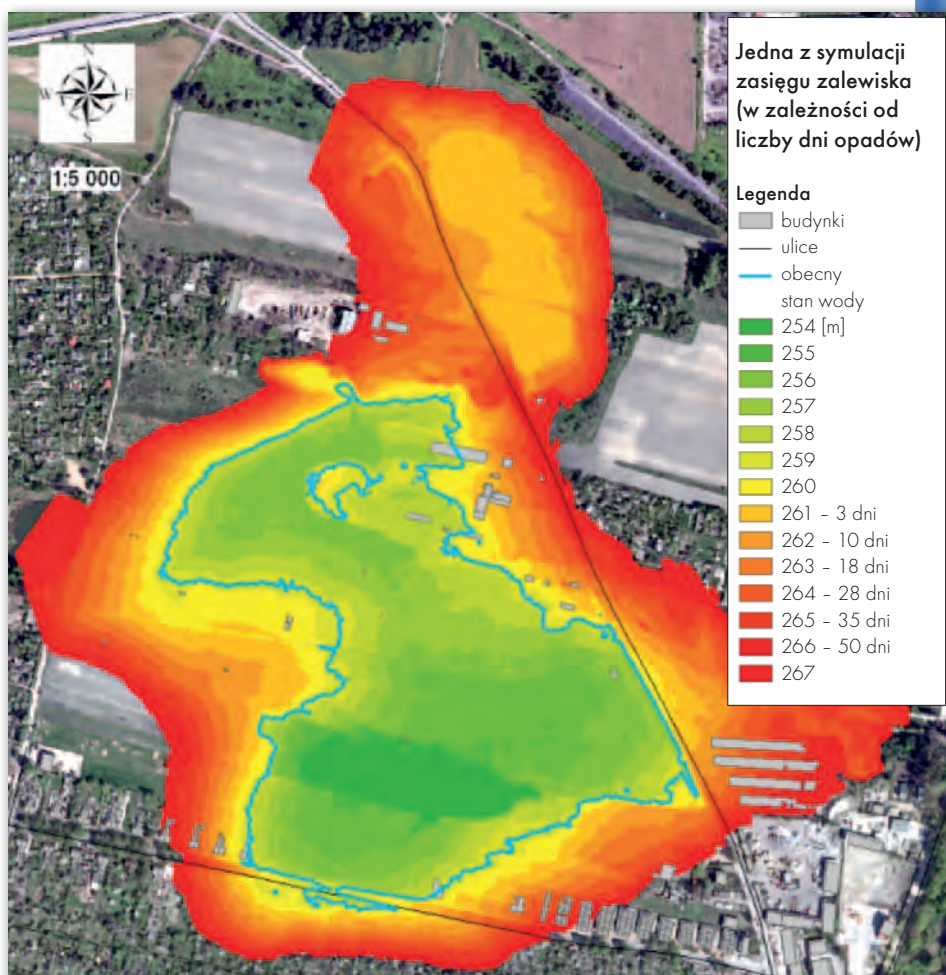 N
W E
S
1:5 000
Jedna z symulacji
zasięgu zalewiska
(w zależności od
liczby dni opadów)
Legenda
budynki
ulice
obecny
stan wody
254 [m]
255
256
257
258
259
260
261 – 3 dni
262 – 10 dni
263 – 18 dni
264 – 28 dni
265 – 35 dni
266 – 50 dni
267